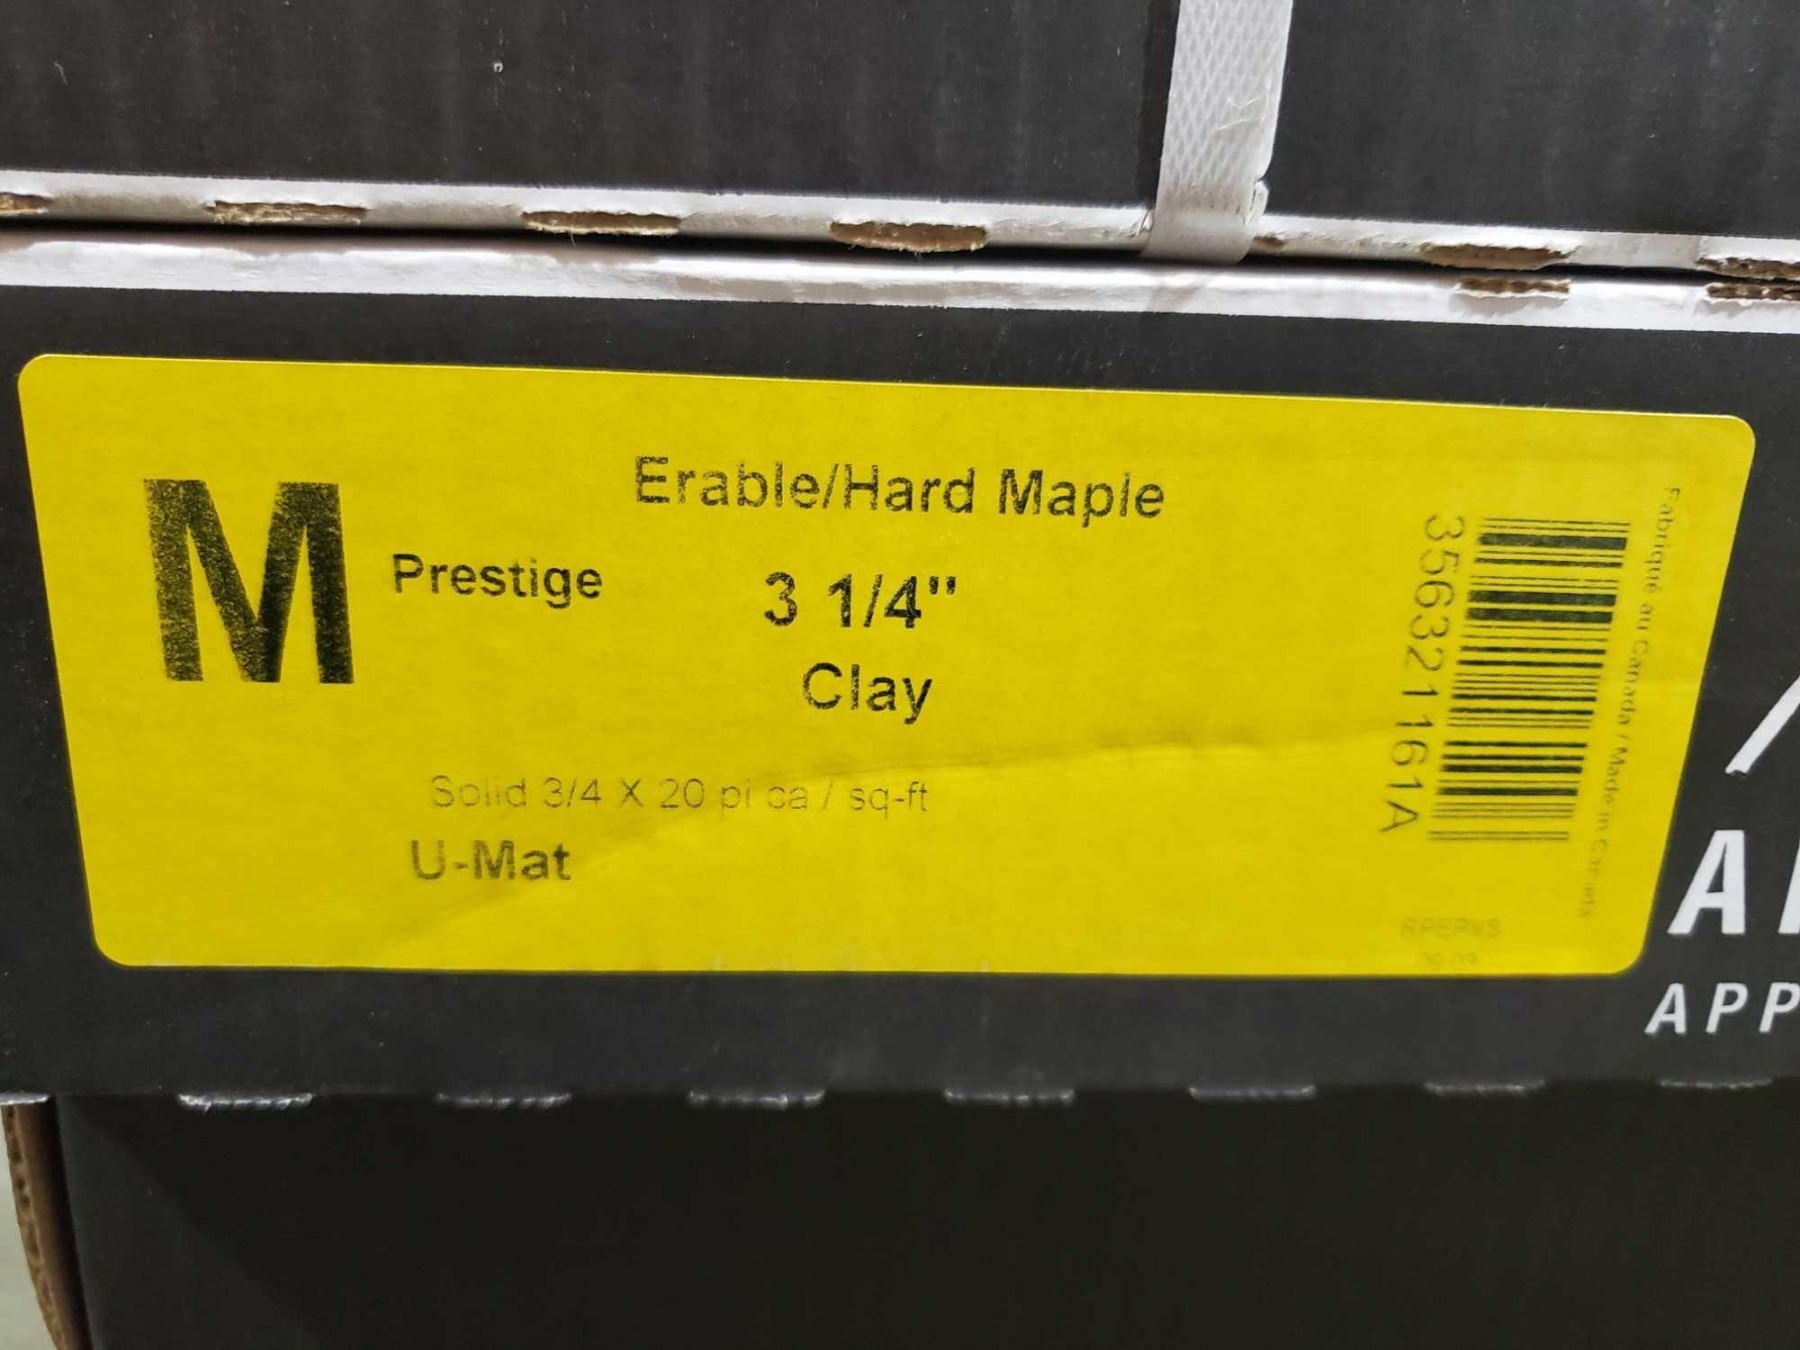 M
Erable/Hard Maple
Prestige
3 1/4"
Clay
Solid 3/4 X 20 pi ca / sq-ft
U-Mat
356321161A
Fabriqué au Canada / Made in Canada
APP